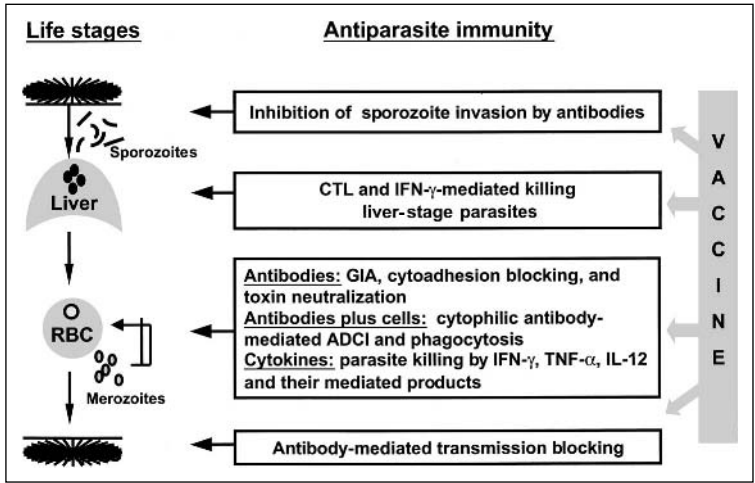 Life stages
Antiparasite immunity
Inhibition of sporozoite invasion by antibodies
Sporozoites
Liver
CTL and IFN-γ-mediated killing
liver-stage parasites
Antibodies: GIA, cytoadhesion blocking, and
toxin neutralization
Antibodies plus cells: cytophilic antibody-
mediated ADCI and phagocytosis
Cytokines: parasite killing by IFN-γ, TNF-α, IL-12
and their mediated products
RBC
Merozoites
Antibody-mediated transmission blocking
VACCINE